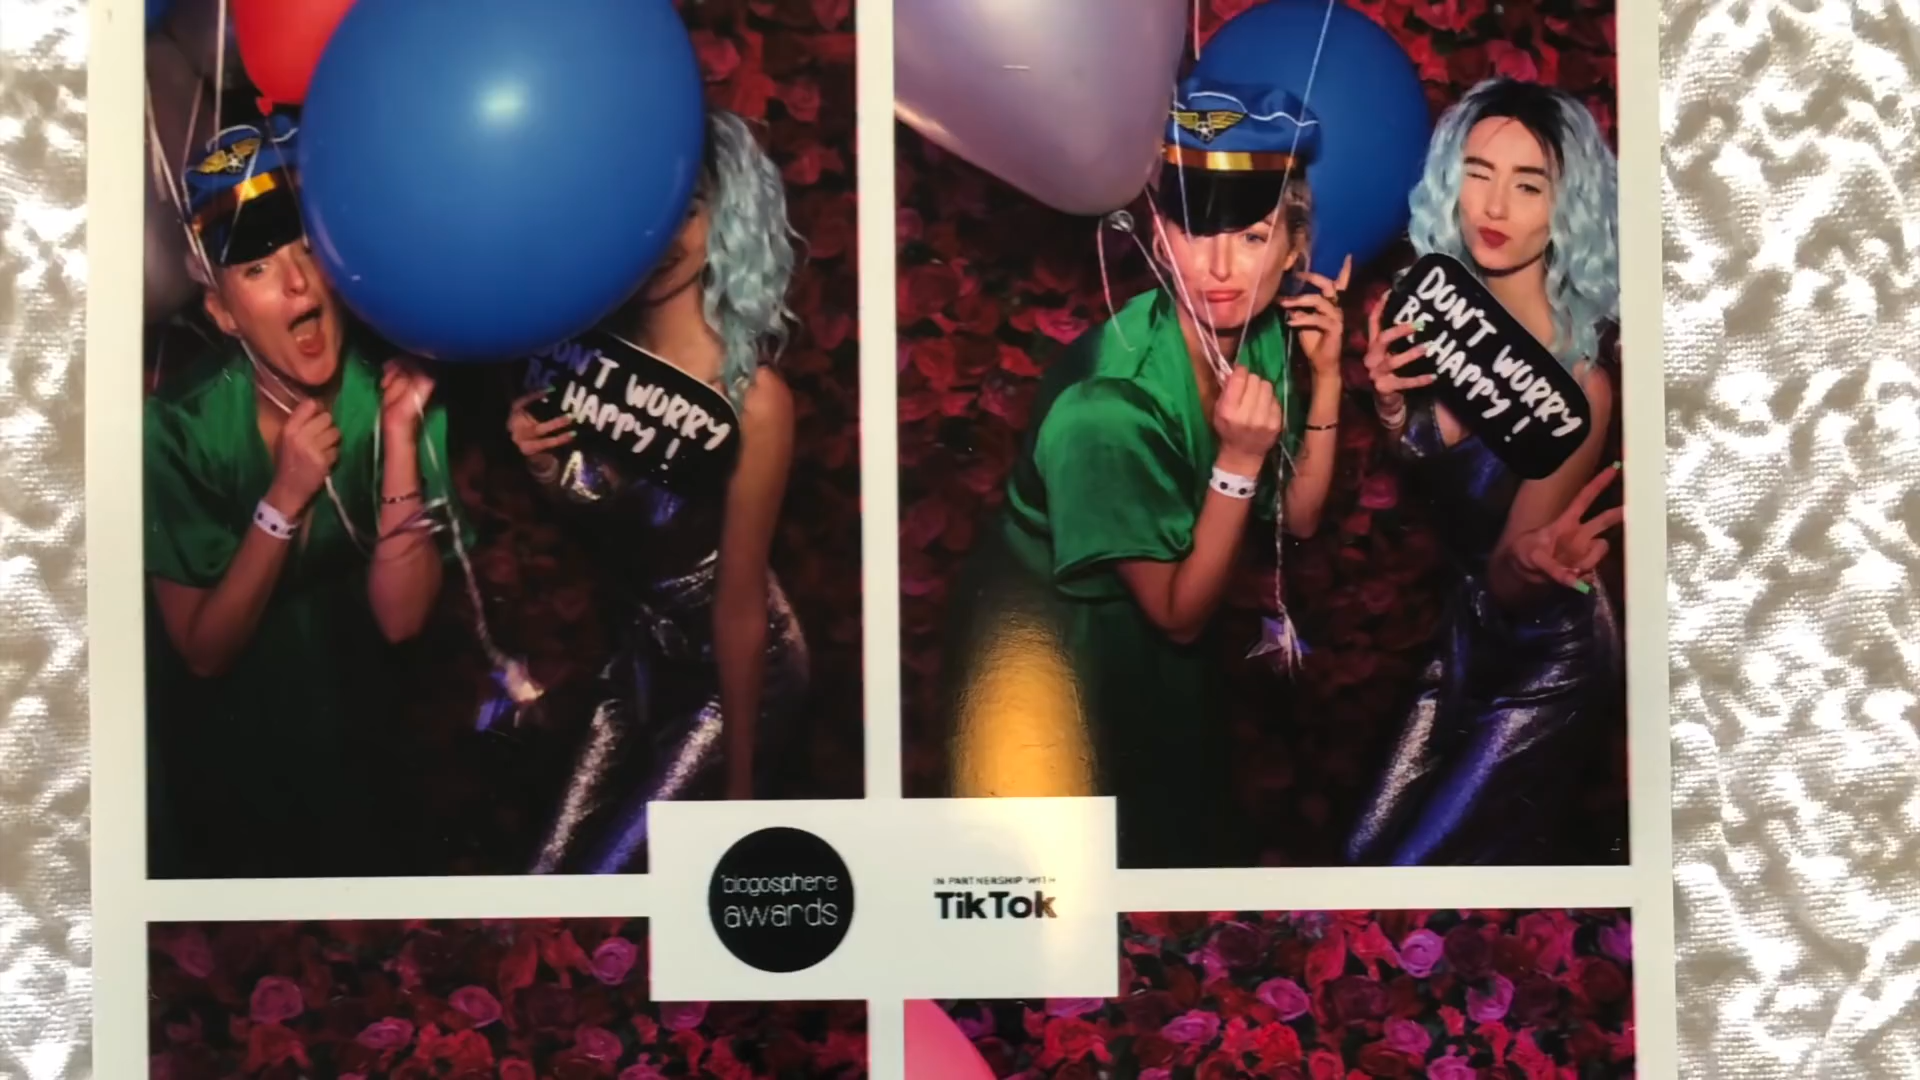 DON'T WORRY
BE HAPPY!
DON'T WORRY
BE HAPPY!
blogosphere
awards
IN PARTNERSHIP WITH
TikTok